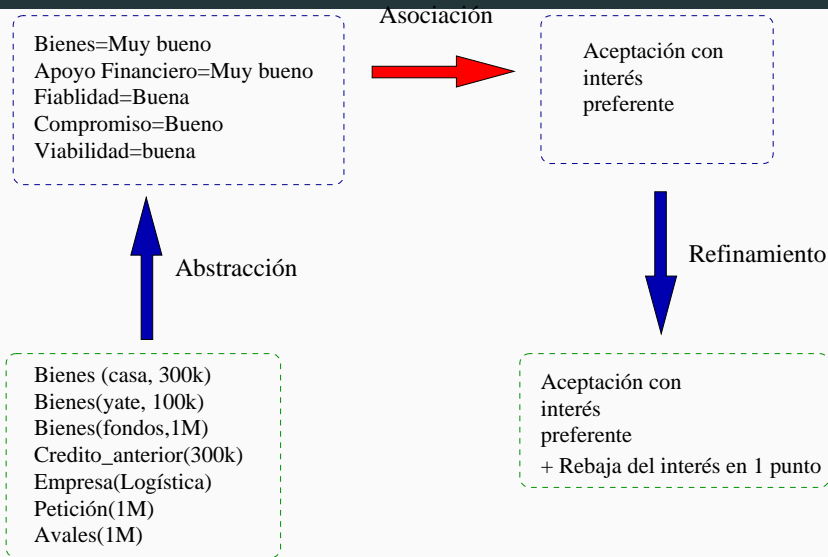 Asociación
Bienes=Muy bueno
Apoyo Financiero=Muy bueno
Fiablidad=Buena
Compromiso=Bueno
Viabilidad=buena
Aceptación con
interés
preferente
Abstracción
Refinamiento
Bienes (casa, 300k)
Bienes(yate, 100k)
Bienes(fondos,1M)
Credito_anterior(300k)
Empresa(Logística)
Petición(1M)
Avales(1M)
Aceptación con
interés
preferente
+ Rebaja del interés en 1 punto